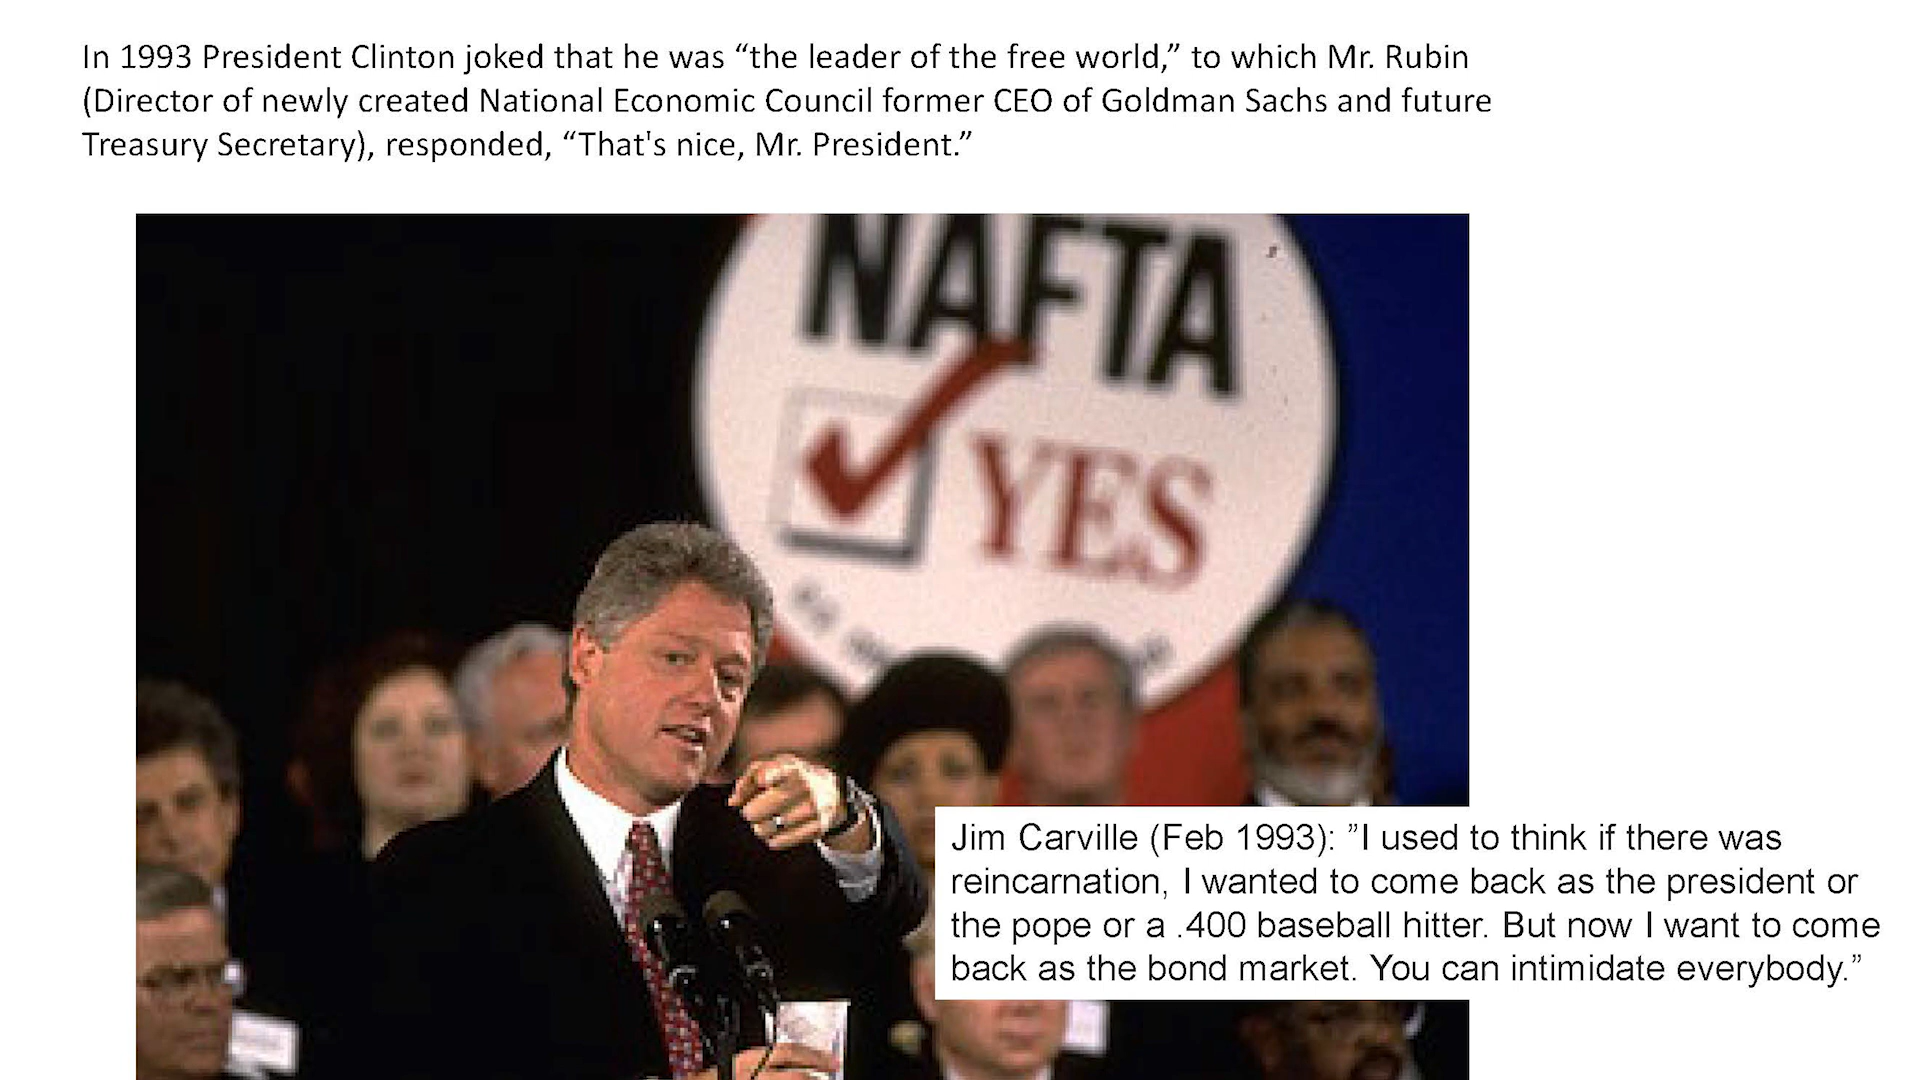 In 1993 President Clinton joked that he was “the leader of the free world,” to which Mr. Rubin
(Director of newly created National Economic Council former CEO of Goldman Sachs and future
Treasury Secretary), responded, “That's nice, Mr. President.”
NAFTA
YES
Jim Carville (Feb 1993): ”I used to think if there was
reincarnation, I wanted to come back as the president or
the pope or a .400 baseball hitter. But now I want to come
back as the bond market. You can intimidate everybody.”